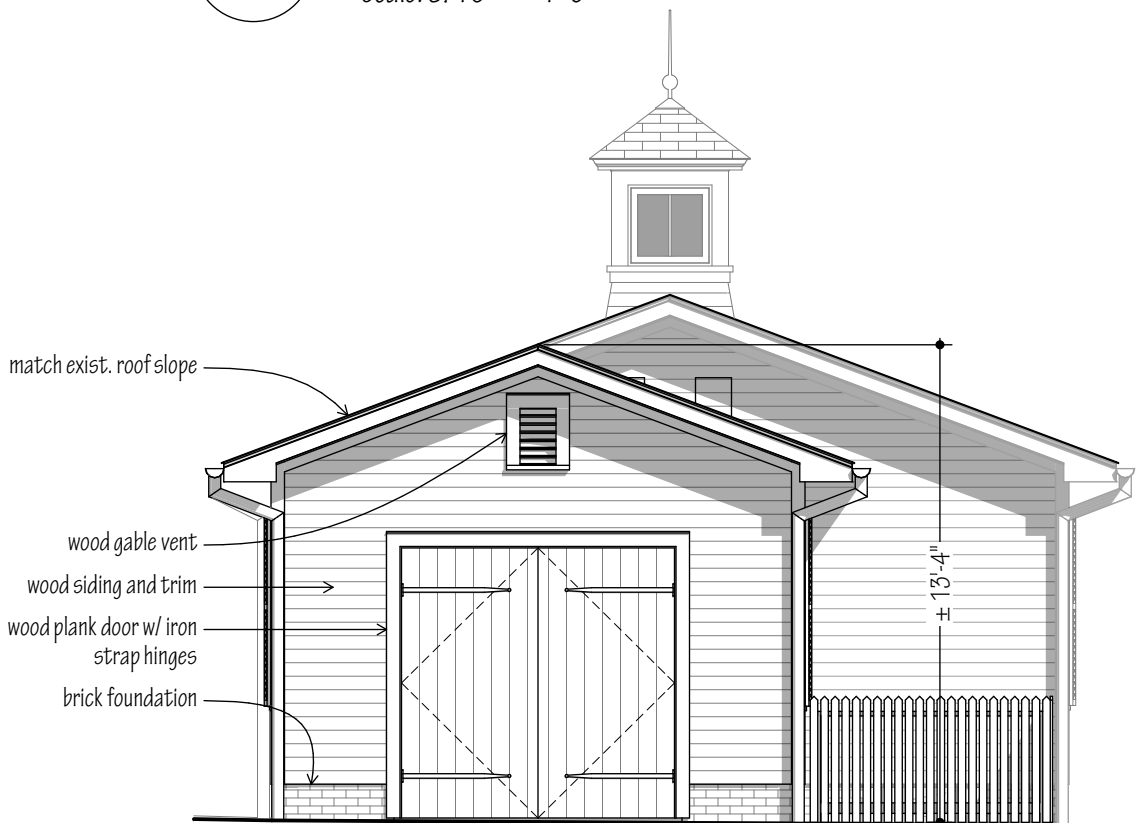 match exist. roof slope
wood gable vent
wood siding and trim
wood plank door w/ iron
strap hinges
brick foundation
± 13'-4"